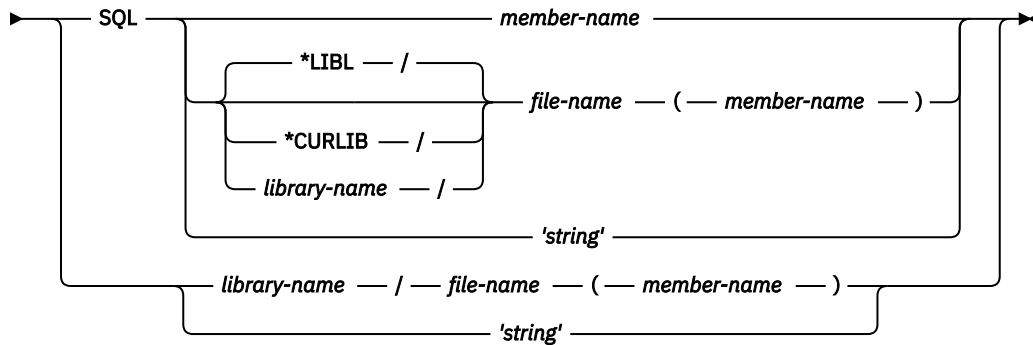 SQL member-name
*LIBL /
file-name ( member-name )
*CURLIB /
library-name /
'string'
library-name / file-name ( member-name )
'string'